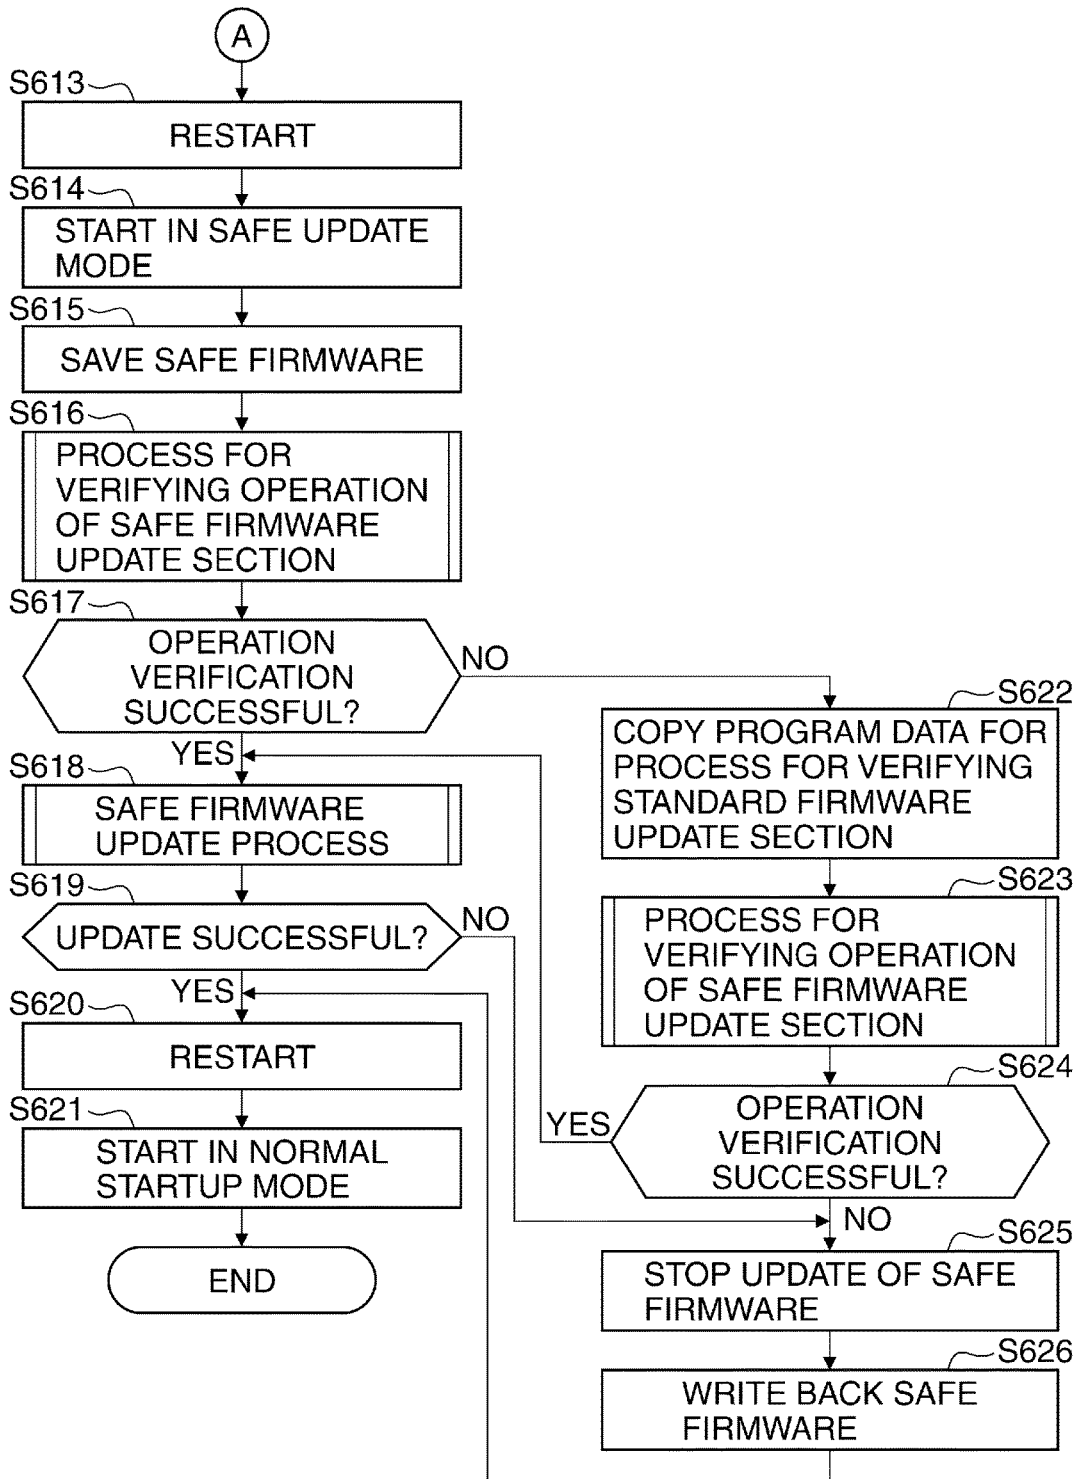 A
S613
RESTART
S614
START IN SAFE UPDATE
MODE
S615
SAVE SAFE FIRMWARE
S616
PROCESS FOR
VERIFYING OPERATION
OF SAFE FIRMWARE
UPDATE SECTION
S617
OPERATION
VERIFICATION
SUCCESSFUL?
NO
YES
S618
SAFE FIRMWARE
UPDATE PROCESS
S619
UPDATE SUCCESSFUL?
NO
YES
S620
RESTART
S621
START IN NORMAL
STARTUP MODE
END
S622
COPY PROGRAM DATA FOR
PROCESS FOR VERIFYING
STANDARD FIRMWARE
UPDATE SECTION
S623
PROCESS FOR
VERIFYING OPERATION
OF SAFE FIRMWARE
UPDATE SECTION
S624
OPERATION
VERIFICATION
SUCCESSFUL?
YES
NO
S625
STOP UPDATE OF SAFE
FIRMWARE
S626
WRITE BACK SAFE
FIRMWARE